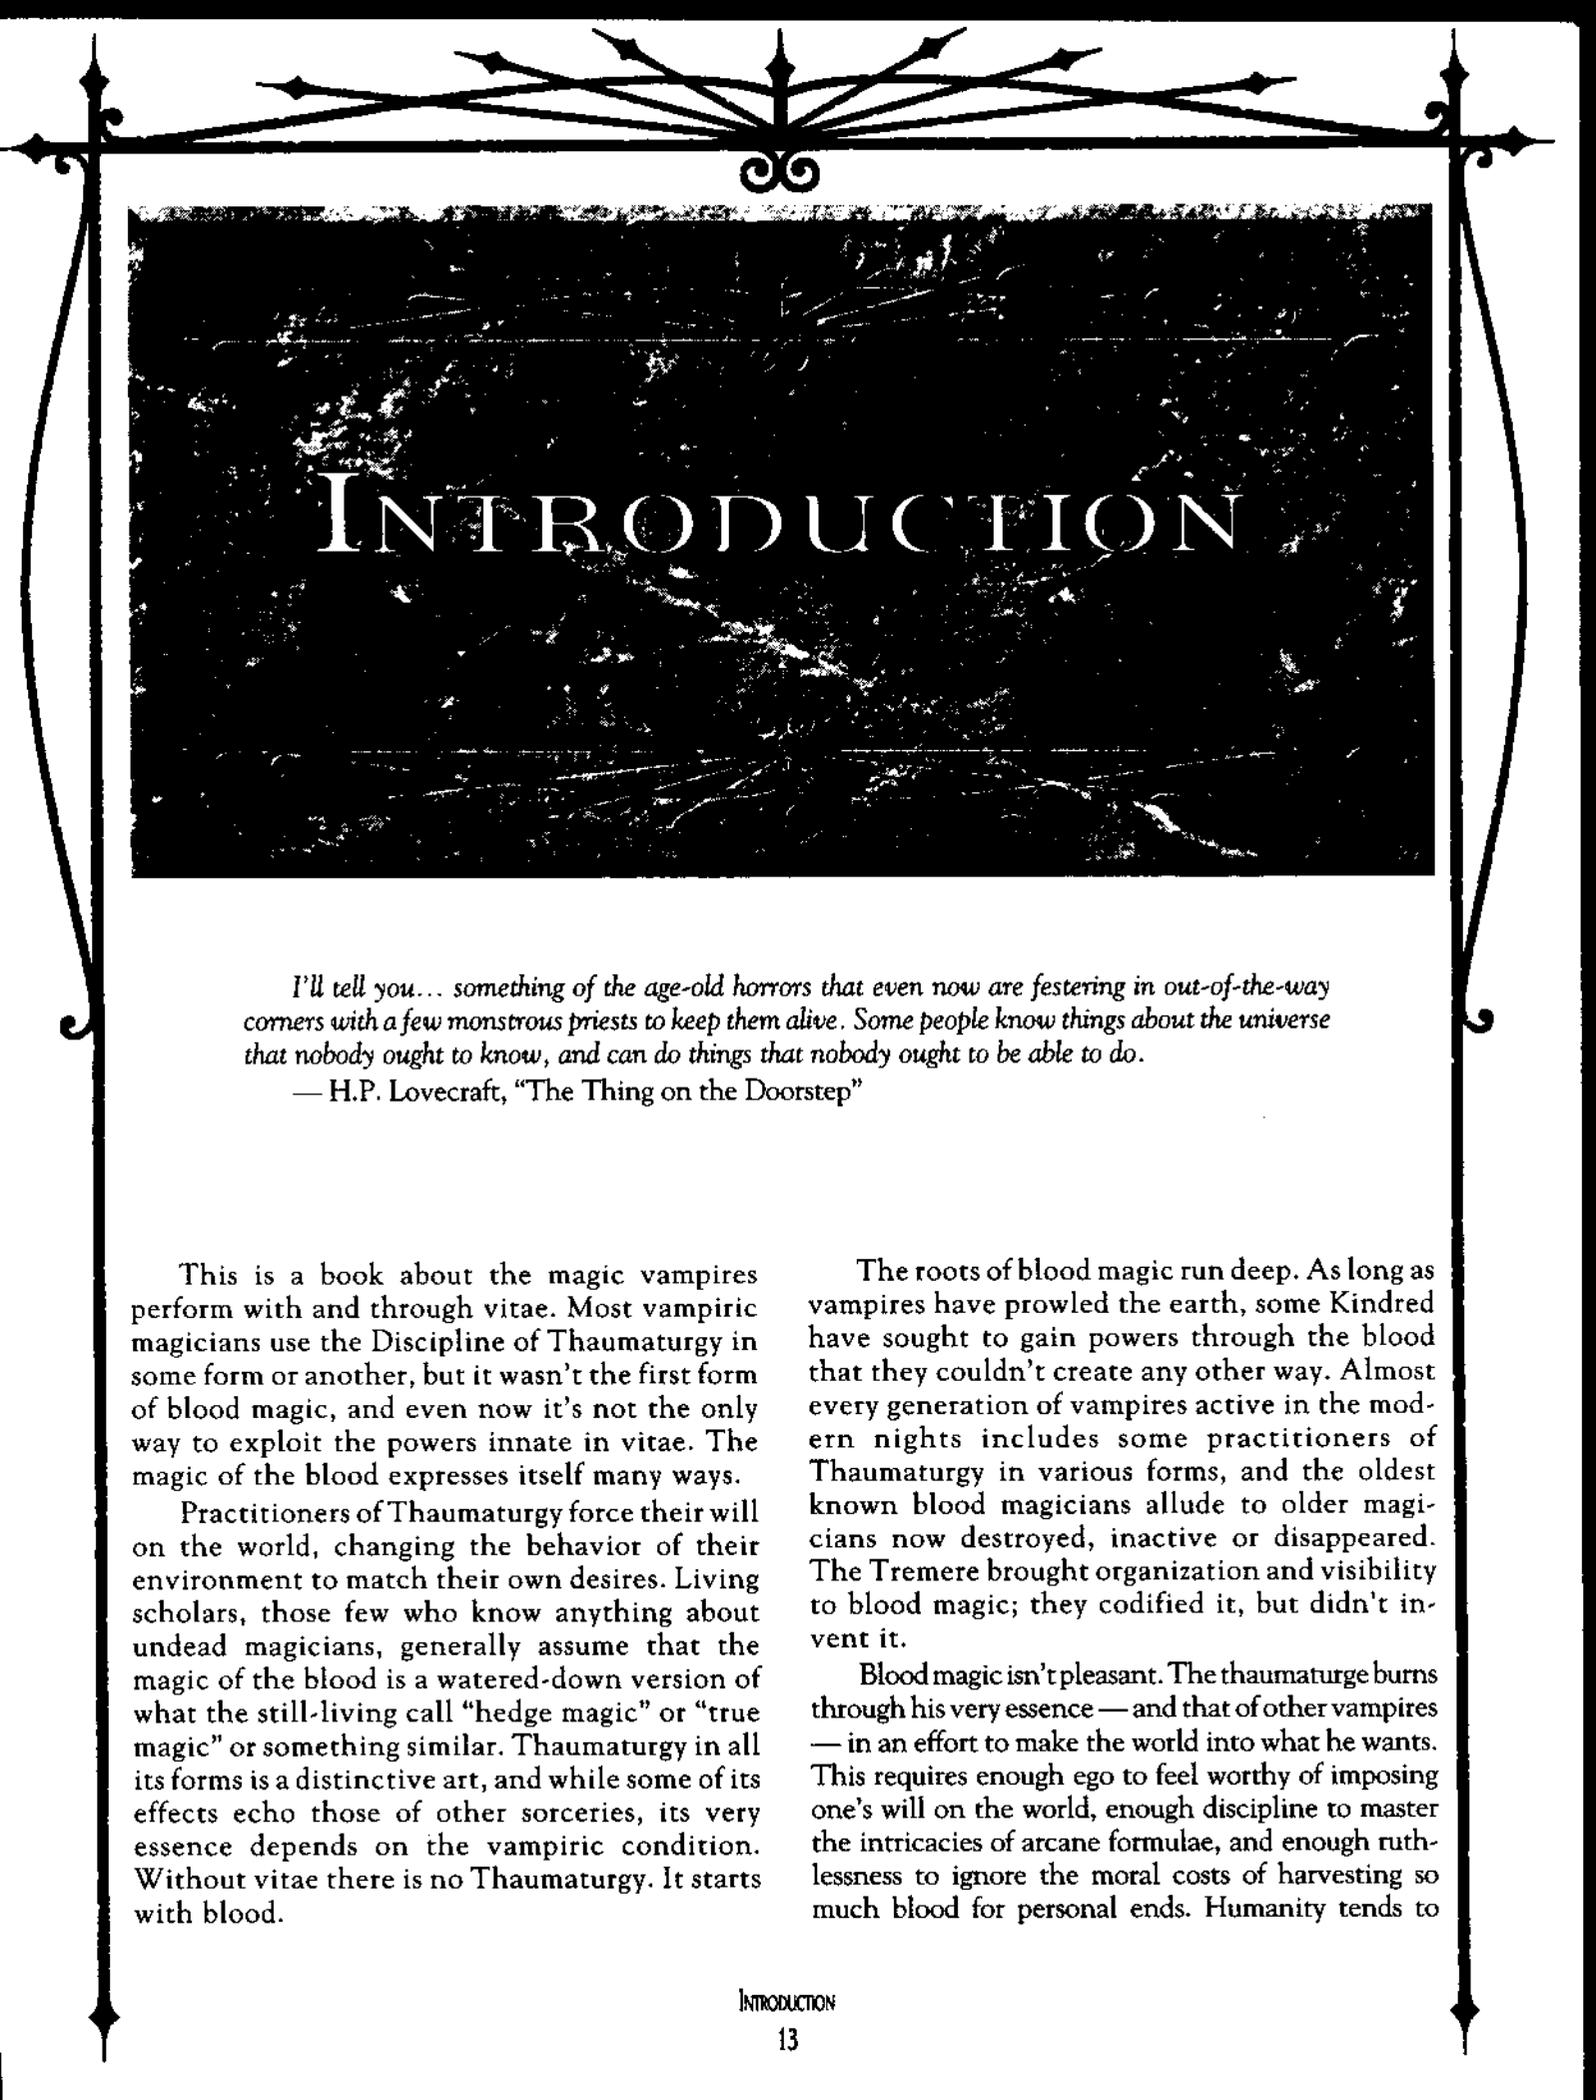 INTRODUCTION
I'll tell you... something of the age-old horrors that even now are festering in out-of-the-way
corners with a few monstrous priests to keep them alive. Some people know things about the universe
that nobody ought to know, and can do things that nobody ought to be able to do.
— H.P. Lovecraft, “The Thing on the Doorstep”
This is a book about the magic vampires
perform with and through vitae. Most vampiric
magicians use the Discipline of Thaumaturgy in
some form or another, but it wasn't the first form
of blood magic, and even now it's not the only
way to exploit the powers innate in vitae. The
magic of the blood expresses itself many ways.
Practitioners of Thaumaturgy force their will
on the world, changing the behavior of their
environment to match their own desires. Living
scholars, those few who know anything about
undead magicians, generally assume that the
magic of the blood is a watered-down version of
what the still-living call “hedge magic” or “true
magic” or something similar. Thaumaturgy in all
its forms is a distinctive art, and while some of its
effects echo those of other sorceries, its very
essence depends on the vampiric condition.
Without vitae there is no Thaumaturgy. It starts
with blood.
The roots of blood magic run deep. As long as
vampires have prowled the earth, some Kindred
have sought to gain powers through the blood
that they couldn't create any other way. Almost
every generation of vampires active in the mod-
ern nights includes some practitioners of
Thaumaturgy in various forms, and the oldest
known blood magicians allude to older magi-
cians now destroyed, inactive or disappeared.
The Tremere brought organization and visibility
to blood magic; they codified it, but didn't in-
vent it.
Blood magic isn't pleasant. The thaumaturge burns
through his very essence — and that of other vampires
— in an effort to make the world into what he wants.
This requires enough ego to feel worthy of imposing
one's will on the world, enough discipline to master
the intricacies of arcane formulae, and enough ruth-
lessness to ignore the moral costs of harvesting so
much blood for personal ends. Humanity tends to
INTRODUCTION
13